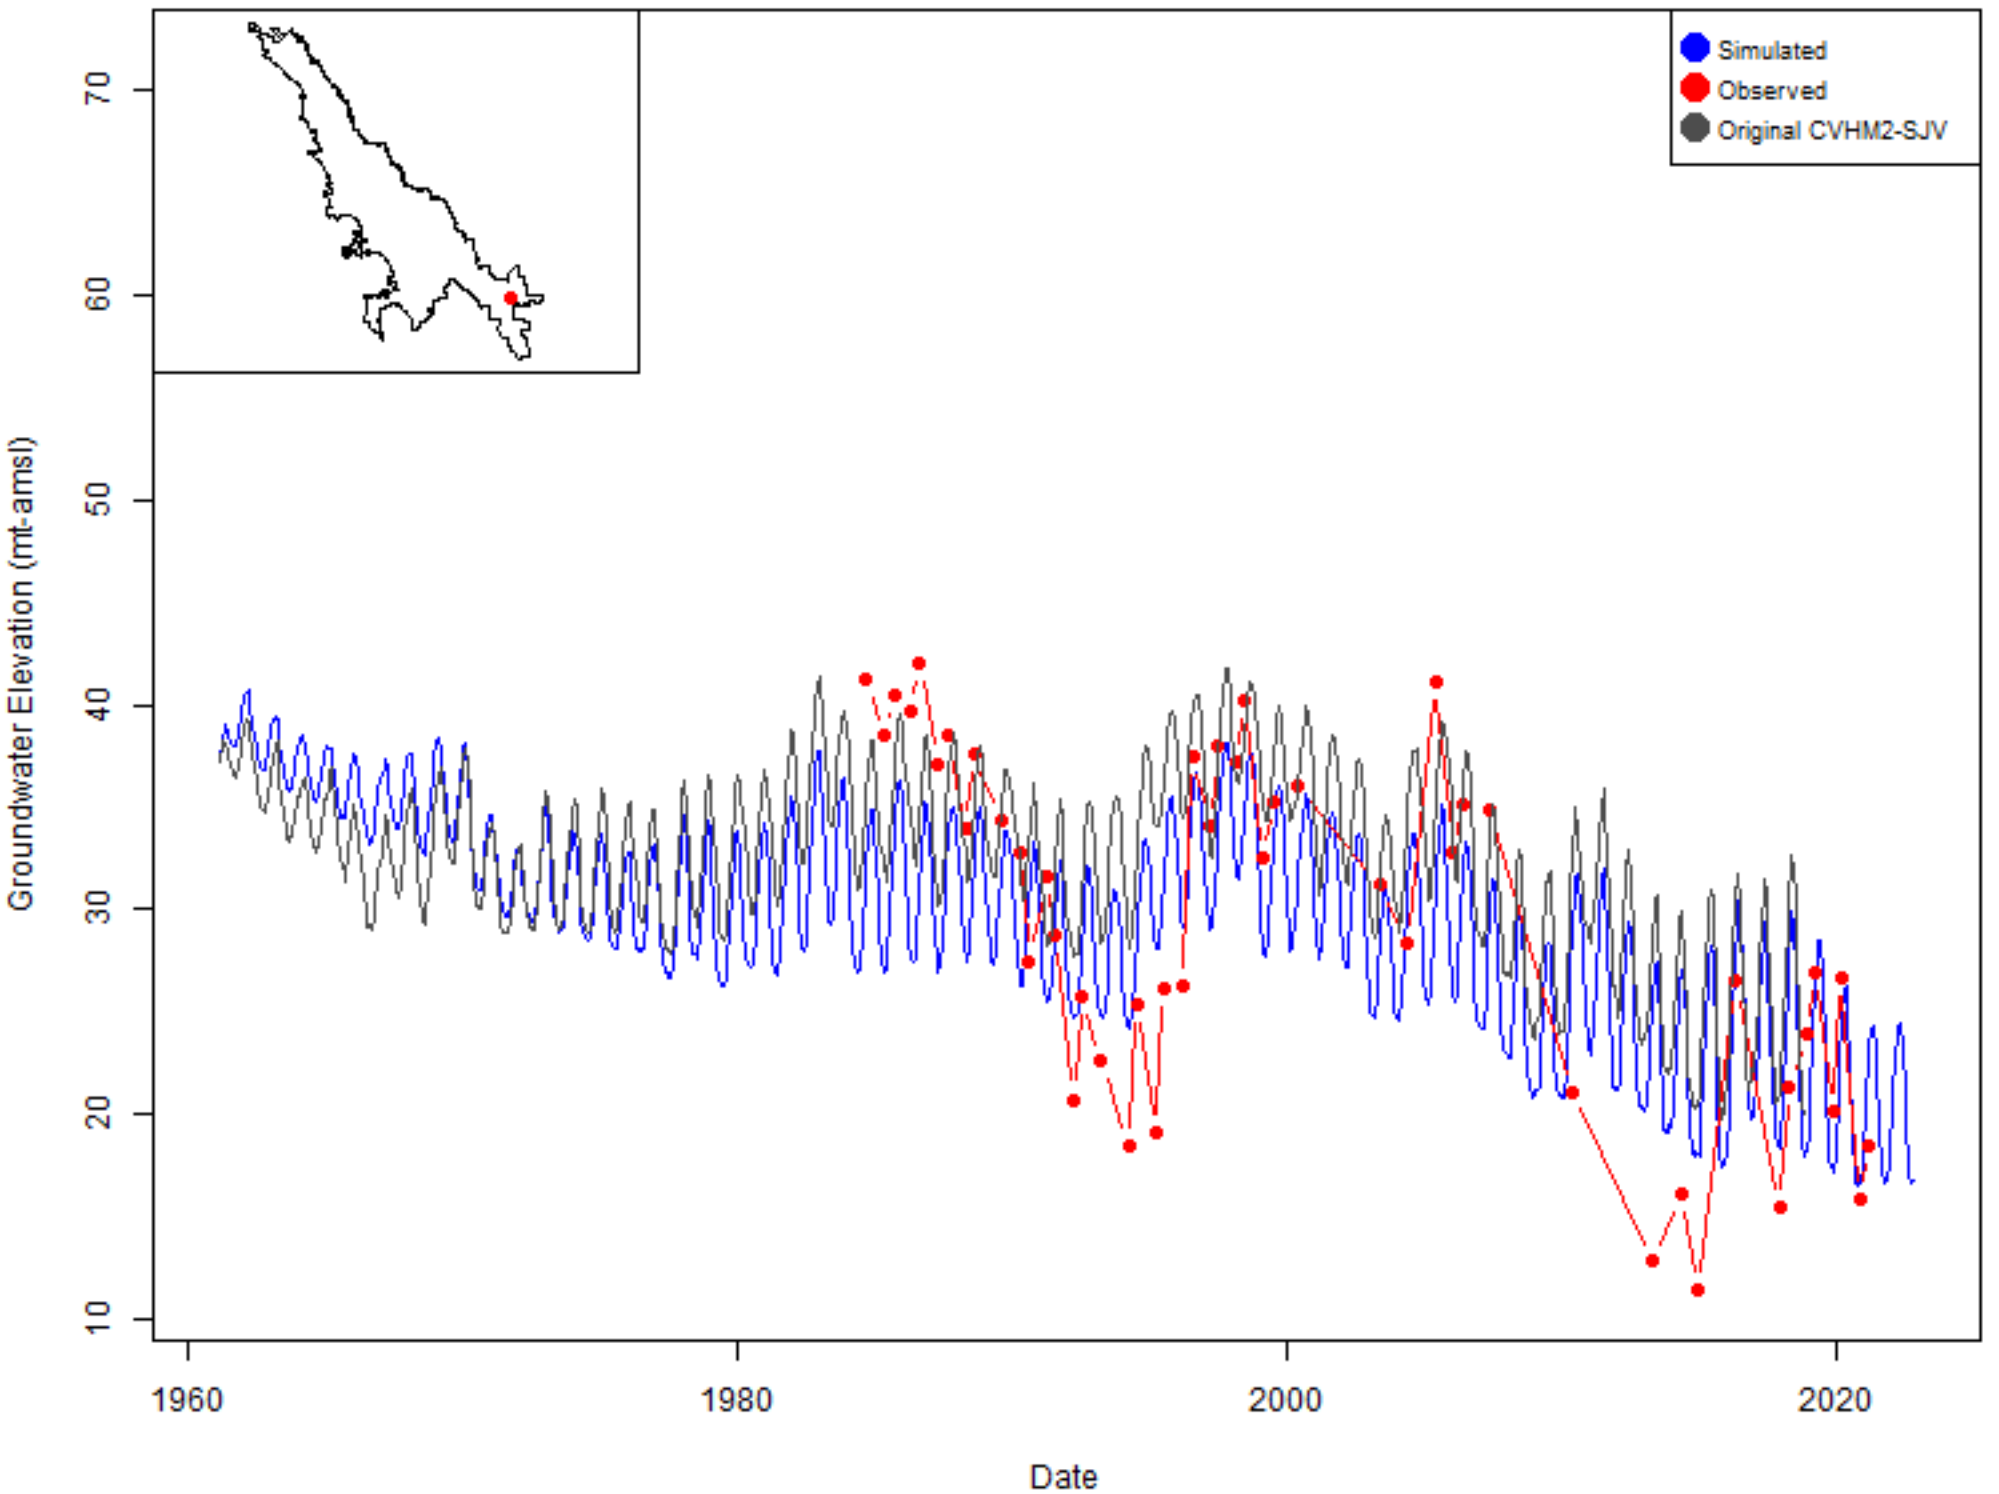 Simulated
Observed
Original CVHM2-SJV
Groundwater Elevation (mt-amsl)
70
60
50
40
30
20
10
1960 1980 2000 2020
Date